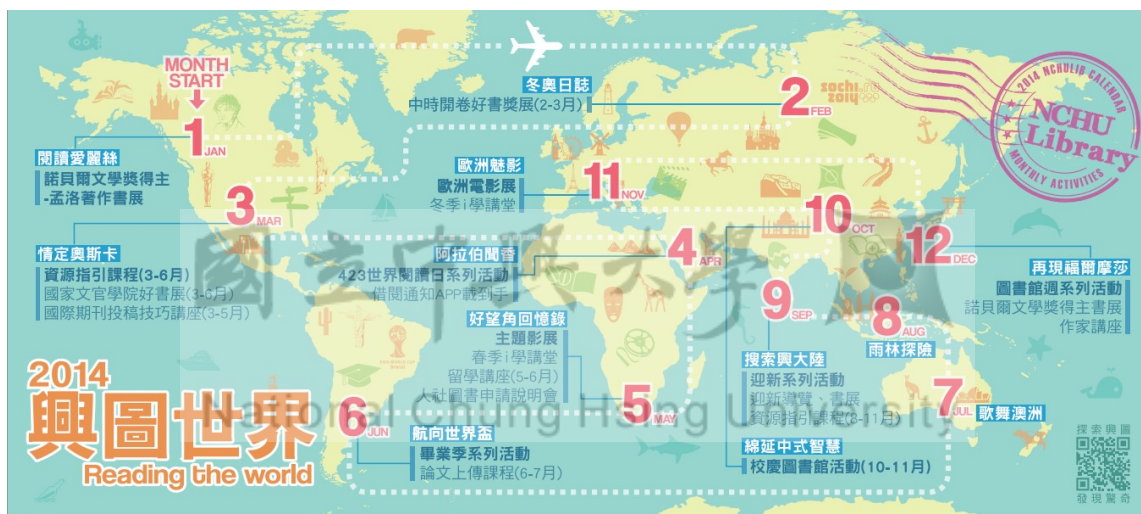 MONTH
START
1
JAN
閱讀愛麗絲
諾貝爾文學獎得主
-孟洛著作書展
冬奧日誌
中時開卷好書獎展(2-3月)
2
FEB
sochi
2014
2014 NCHULIB CALENDAR
NCHU
Library
MONTHLY ACTIVITIES
3
MAR
情定奧斯卡
資源指引課程(3-6月)
國家文官學院好書展(3-6月)
國際期刊投稿技巧講座(3-5月)
歐洲魅影
歐洲電影展
冬季i學講堂
11
NOV
10
OCT
4
APR
阿拉伯聞香
423世界閱讀日系列活動
借閱通知APP載到手
12
DEC
再現福爾摩莎
圖書館週系列活動
諾貝爾文學獎得主書展
作家講座
9
SEP
8
AUG
雨林探險
好望角回憶錄
主題影展
春季i學講堂
留學講座(5-6月)
人社圖書申請說明會
5
MAY
搜索興大陸
迎新系列活動
迎新導覽、書展
資源指引課程(9-11月)
7
JUL
歌舞澳洲
6
JUN
航向世界盃
畢業季系列活動
論文上傳課程(6-7月)
綿延中式智慧
校慶圖書館活動(10-11月)
2014
興圖世界
Reading the world
探索興圖
發現驚奇
國立中興大學
National Chung Hsing University